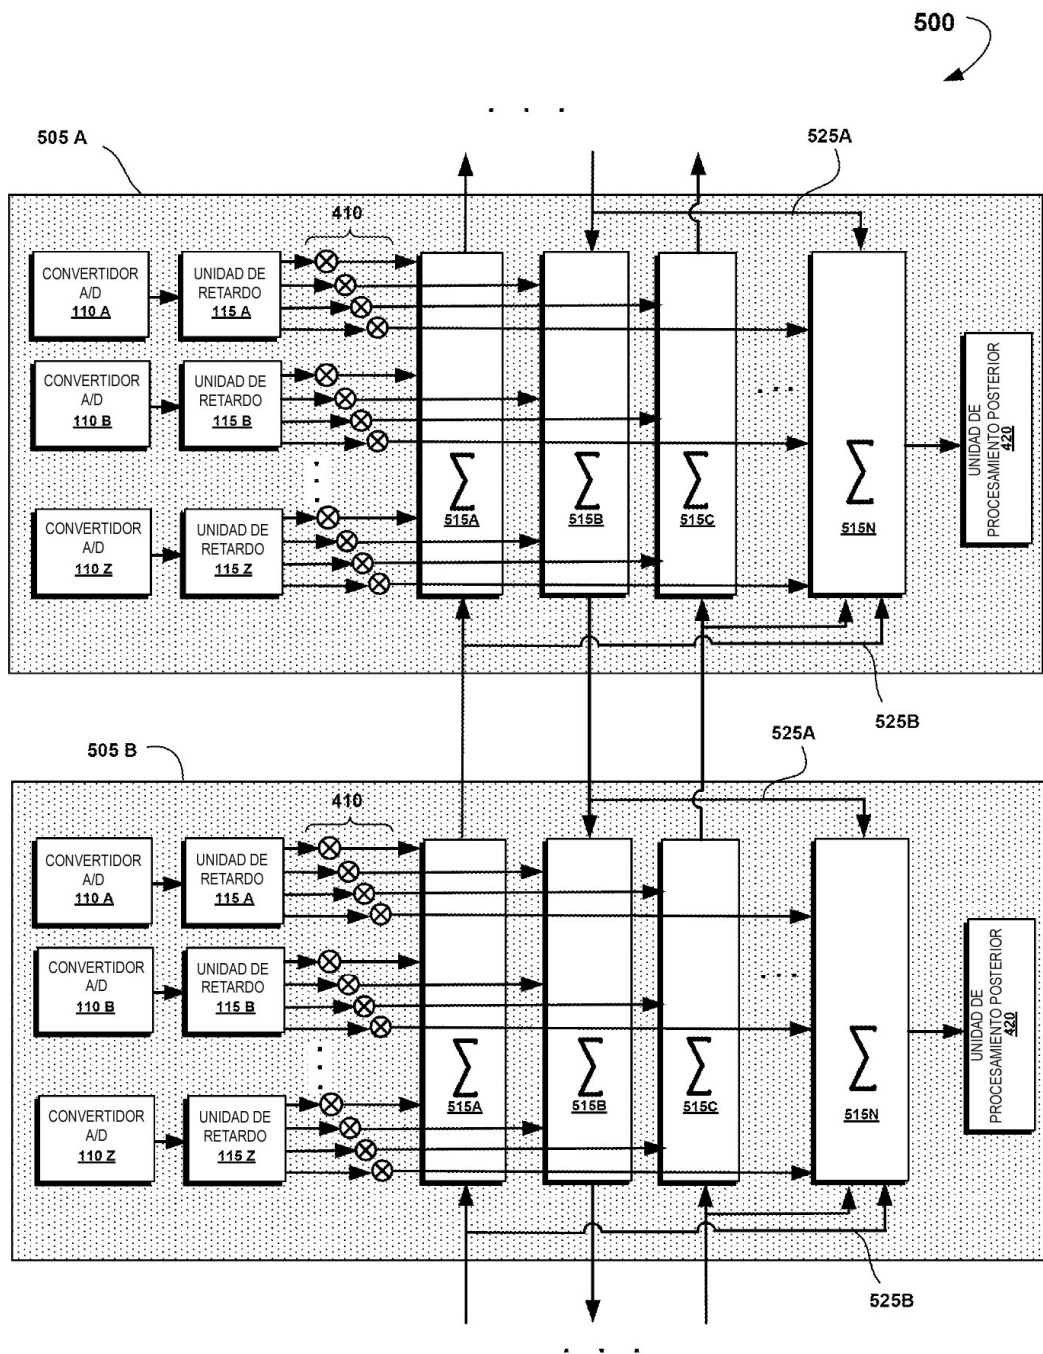 500
505 A
525A
410
CONVERTIDOR
A/D
110 A
UNIDAD DE
RETARDO
115 A
CONVERTIDOR
A/D
110 B
UNIDAD DE
RETARDO
115 B
CONVERTIDOR
A/D
110 Z
UNIDAD DE
RETARDO
115 Z
Σ
515A
Σ
515B
Σ
515C
Σ
515N
UNIDAD DE
PROCESAMIENTO POSTERIOR
420
525B
505 B
525A
410
CONVERTIDOR
A/D
110 A
UNIDAD DE
RETARDO
115 A
CONVERTIDOR
A/D
110 B
UNIDAD DE
RETARDO
115 B
CONVERTIDOR
A/D
110 Z
UNIDAD DE
RETARDO
115 Z
Σ
515A
Σ
515B
Σ
515C
Σ
515N
UNIDAD DE
PROCESAMIENTO POSTERIOR
420
525B